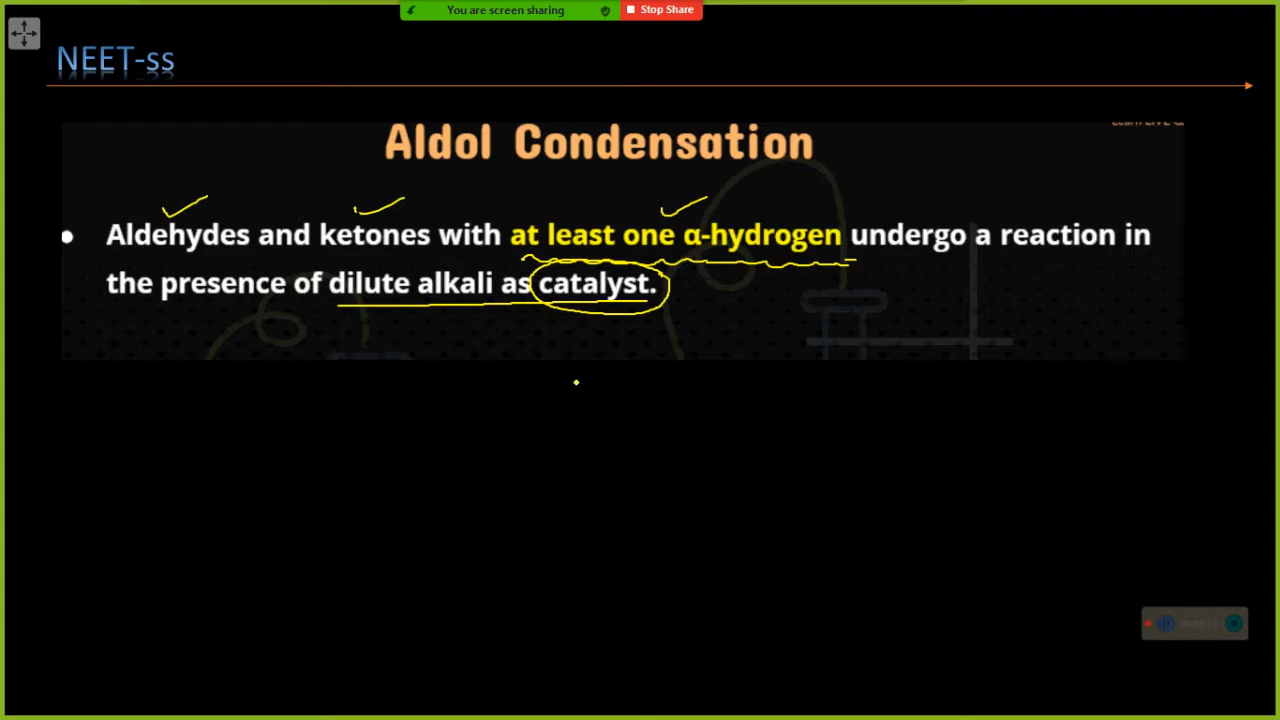 You are screen sharing
Stop Share
NEET-ss
Aldol Condensation
• Aldehydes and ketones with at least one α-hydrogen undergo a reaction in
the presence of dilute alkali as catalyst.